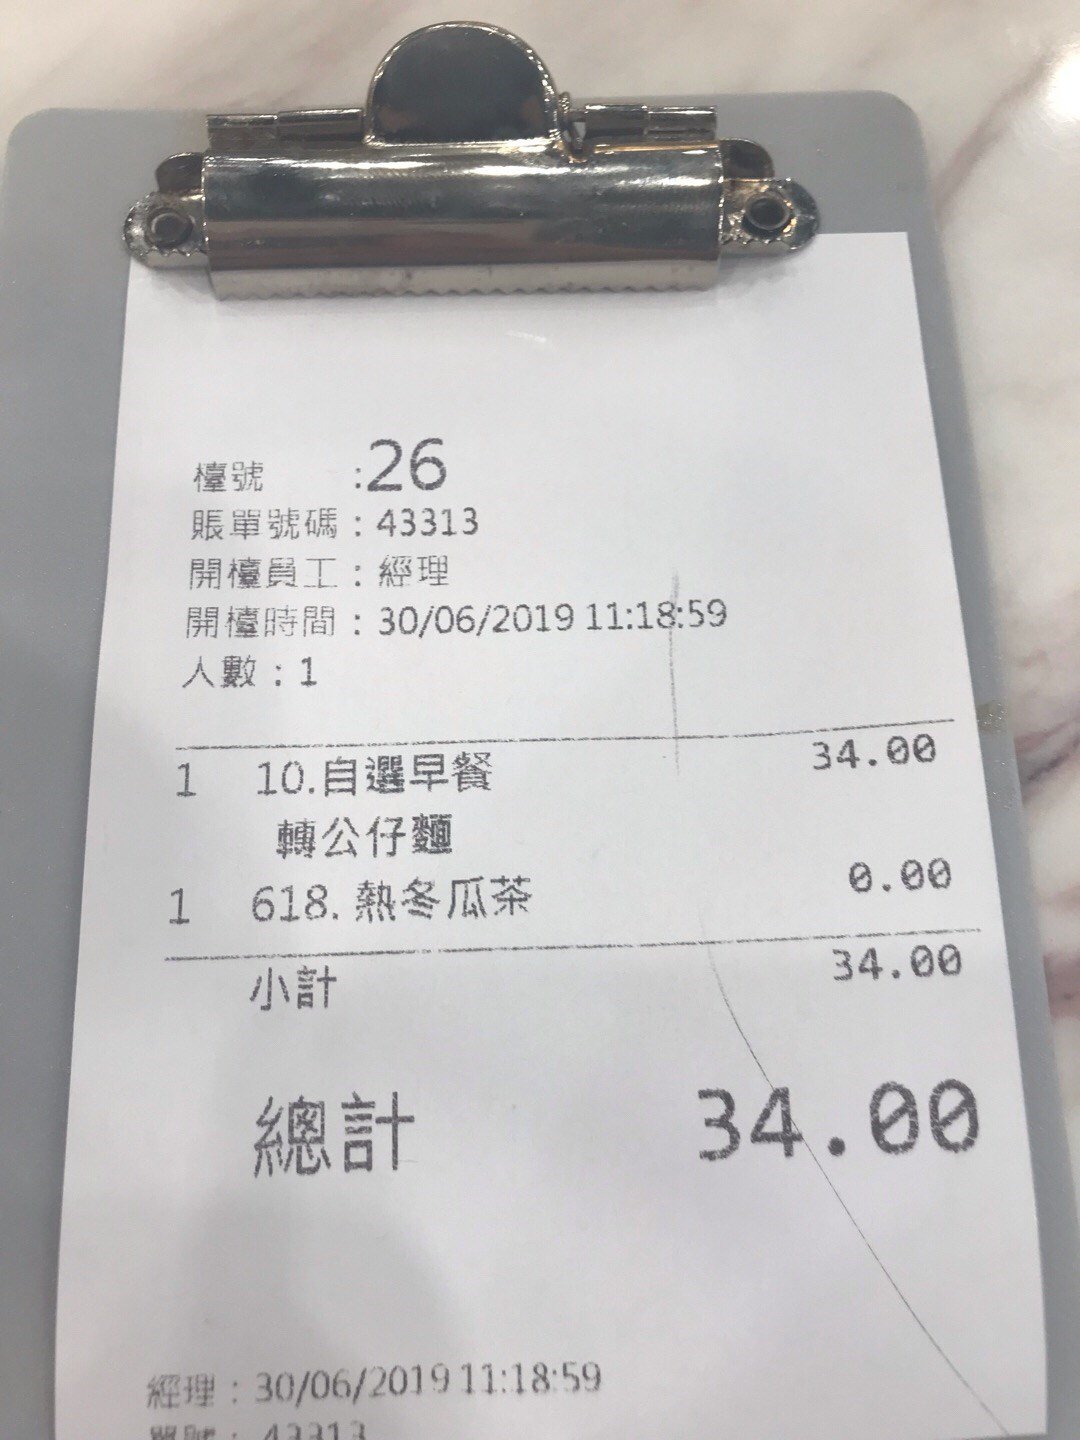 檯號 :26
賬單號碼：43313
開檯員工：經理
開檯時間：30/06/2019 11:18:59
人數：1
1 10.自選早餐 34.00
轉公仔麵
1 618. 熱冬瓜茶 0.00
小計 34.00
總計 34.00
經理：30/06/2019 11:18:59
單號： 43313